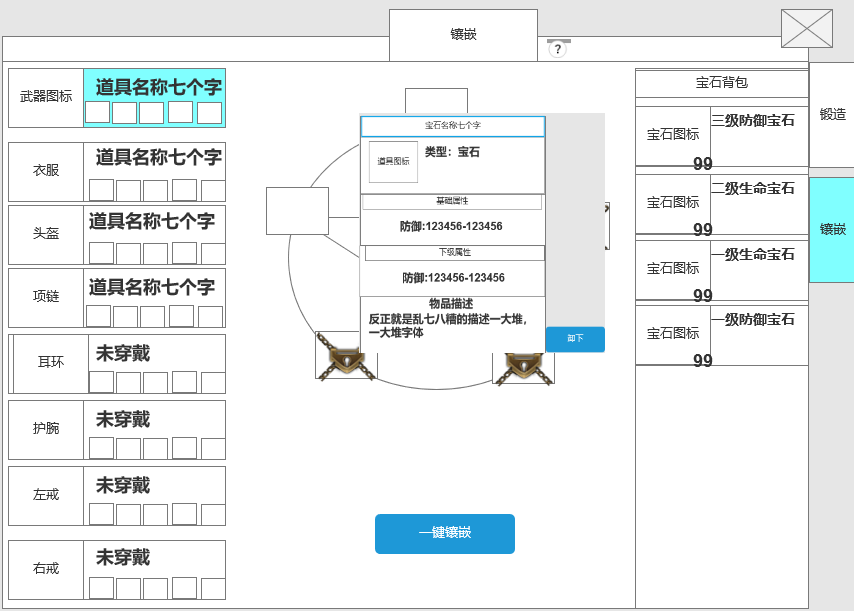 镶嵌
?
武器图标
道具名称七个字
衣服
道具名称七个字
头盔
道具名称七个字
项链
道具名称七个字
耳环
未穿戴
护腕
未穿戴
左戒
未穿戴
右戒
未穿戴
宝石名称七个字
道具图标
类型：宝石
基础属性
防御:123456-123456
下级属性
防御:123456-123456
物品描述
反正就是乱七八糟的描述一大堆，
一大堆字体
卸下
一键镶嵌
宝石背包
宝石图标
三级防御宝石
99
宝石图标
二级生命宝石
99
宝石图标
一级生命宝石
99
宝石图标
一级防御宝石
99
锻造
镶嵌